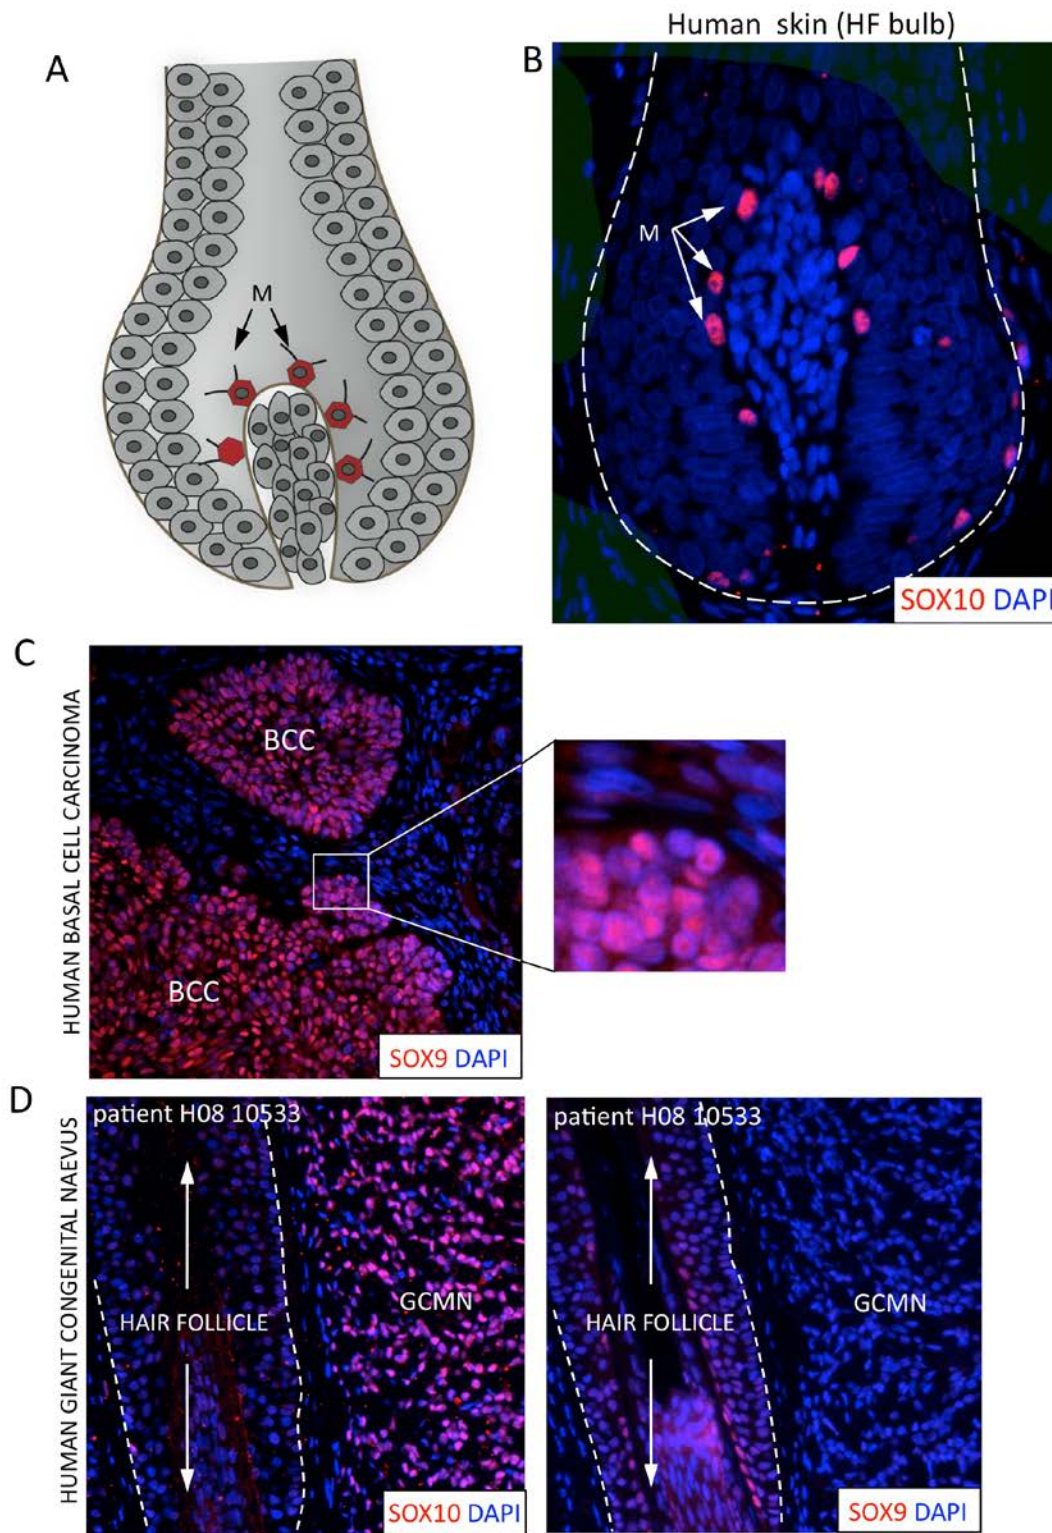 Human skin (HF bulb)
A
B
M
M
SOX10 DAPI
C
HUMAN BASAL CELL CARCINOMA
BCC
BCC
SOX9 DAPI
D
HUMAN GIANT CONGENITAL NAEVUS
patient H08 10533
HAIR FOLLICLE
GCMN
SOX10 DAPI
patient H08 10533
HAIR FOLLICLE
GCMN
SOX9 DAPI